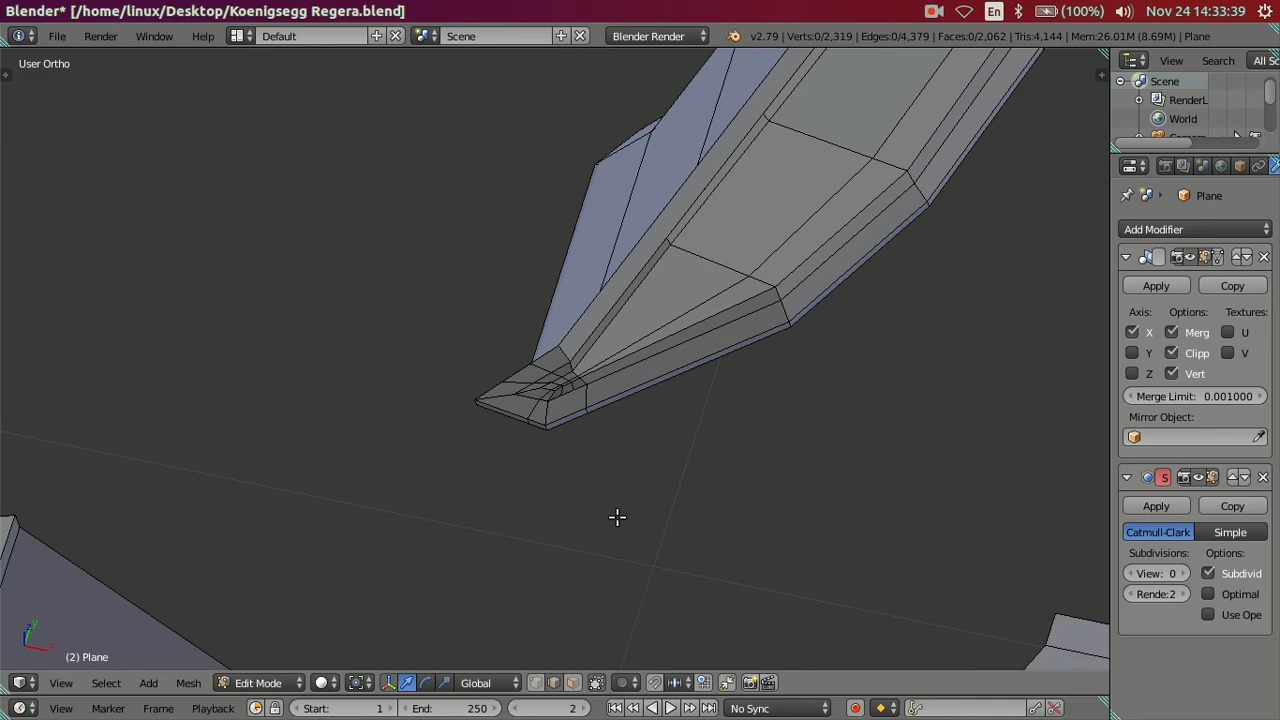 Blender* [/home/linux/Desktop/Koenigsegg Regera.blend]
En (100%) Nov 24 14:33:39
File Render Window Help Default Scene Blender Render v2.79 | Verts:0/2,319 | Edges:0/4,379 | Faces:0/2,062 | Tris:4,144 | Mem:26.01M (8.69M) | Plane
User Ortho
View Search All Sc
Scene
RenderL
World
Plane
Add Modifier
Apply Copy
Axis: Options: Textures:
X Merg U
Y Clipp V
Z Vert
Merge Limit: 0.001000
Mirror Object:
S
Apply Copy
Catmull-Clark Simple
Subdivisions: Options:
View: 0 Subdivid
Rende:2 Optimal
Use Ope
z y x
(2) Plane
View Select Add Mesh Edit Mode Global
View Marker Frame Playback Start: 1 End: 250 2 No Sync